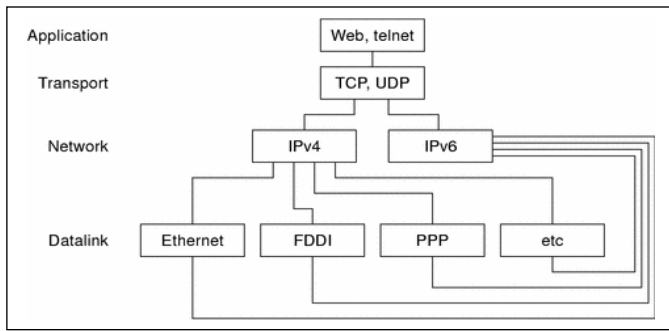 Application
Web, telnet
Transport
TCP, UDP
Network
IPv4
IPv6
Datalink
Ethernet
FDDI
PPP
etc